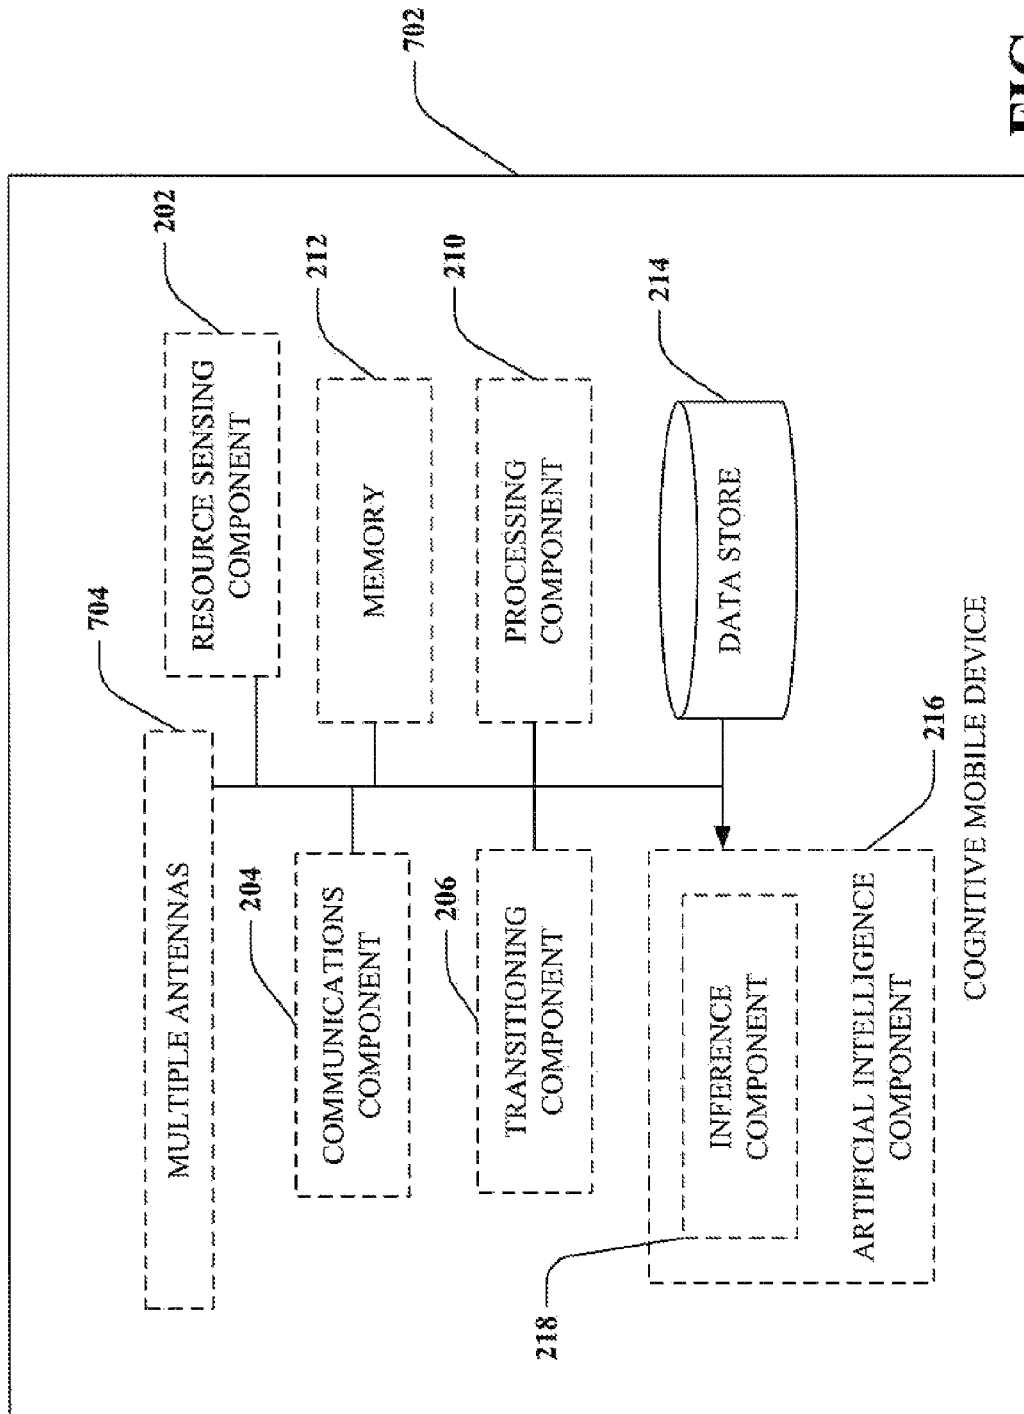 702
704
MULTIPLE ANTENNAS
202
RESOURCE SENSING
COMPONENT
204
COMMUNICATIONS
COMPONENT
212
MEMORY
206
TRANSITIONING
COMPONENT
210
PROCESSING
COMPONENT
218
INFERENCE
COMPONENT
ARTIFICIAL INTELLIGENCE
COMPONENT
216
214
DATA STORE
COGNITIVE MOBILE DEVICE
FIG